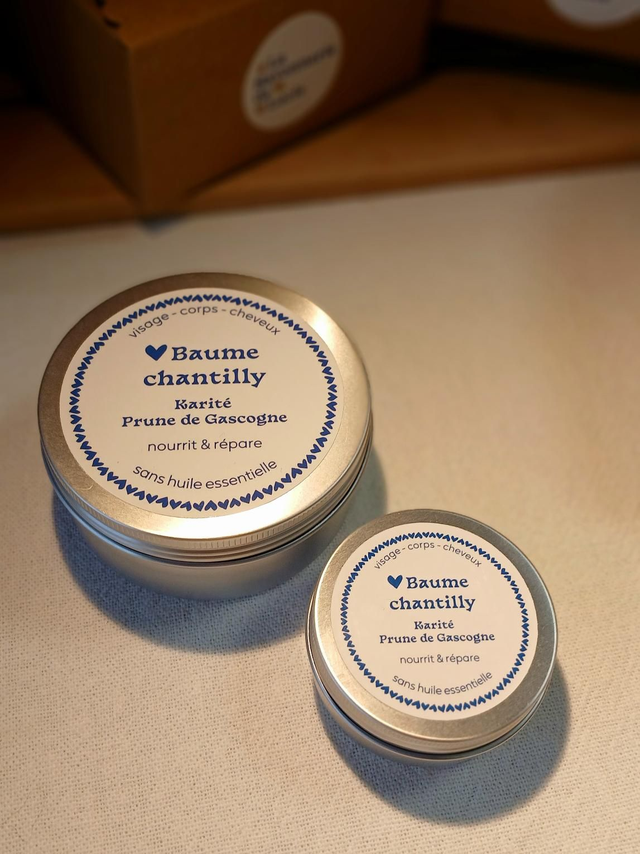 visage - corps - cheveux
Baume
chantilly
Karité
Prune de Gascogne
nourrit & répare
sans huile essentielle
visage - corps - cheveux
Baume
chantilly
Karité
Prune de Gascogne
nourrit & répare
sans huile essentielle